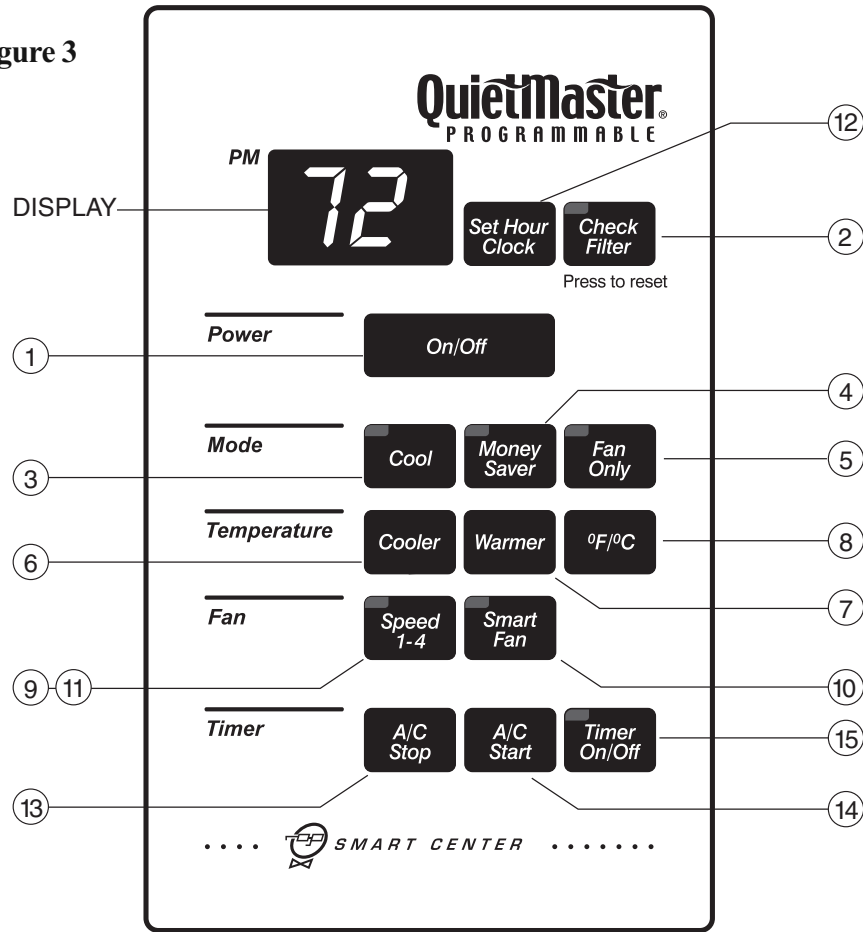 gure 3
QuietMaster®
PROGRAMMABLE
12
PM
72
DISPLAY
Set Hour
Clock
Check
Filter
2
Press to reset
Power
On/Off
1
4
Mode
Cool
Money
Saver
Fan
Only
3
5
Temperature
Cooler
Warmer
⁰F/⁰C
6
8
7
Fan
Speed
1-4
Smart
Fan
9
11
10
Timer
A/C
Stop
A/C
Start
Timer
On/Off
15
13
14
SMART CENTER